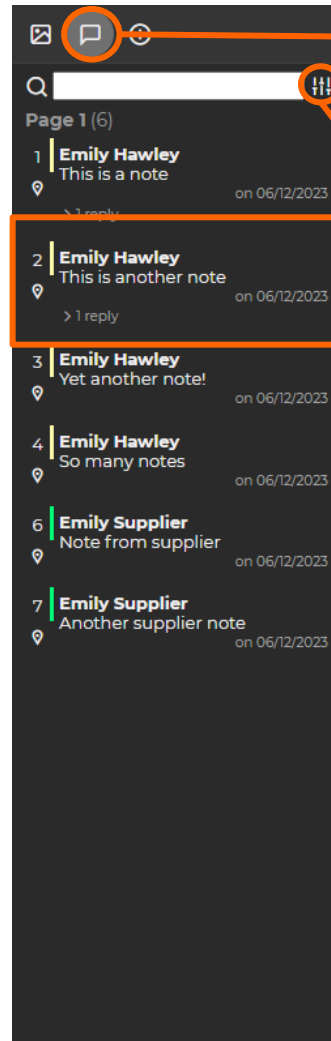 Page 1 (6)
1 Emily Hawley
This is a note
on 06/12/2023
> 1 reply
2 Emily Hawley
This is another note
on 06/12/2023
> 1 reply
3 Emily Hawley
Yet another note!
on 06/12/2023
4 Emily Hawley
So many notes
on 06/12/2023
6 Emily Supplier
Note from supplier
on 06/12/2023
7 Emily Supplier
Another supplier note
on 06/12/2023